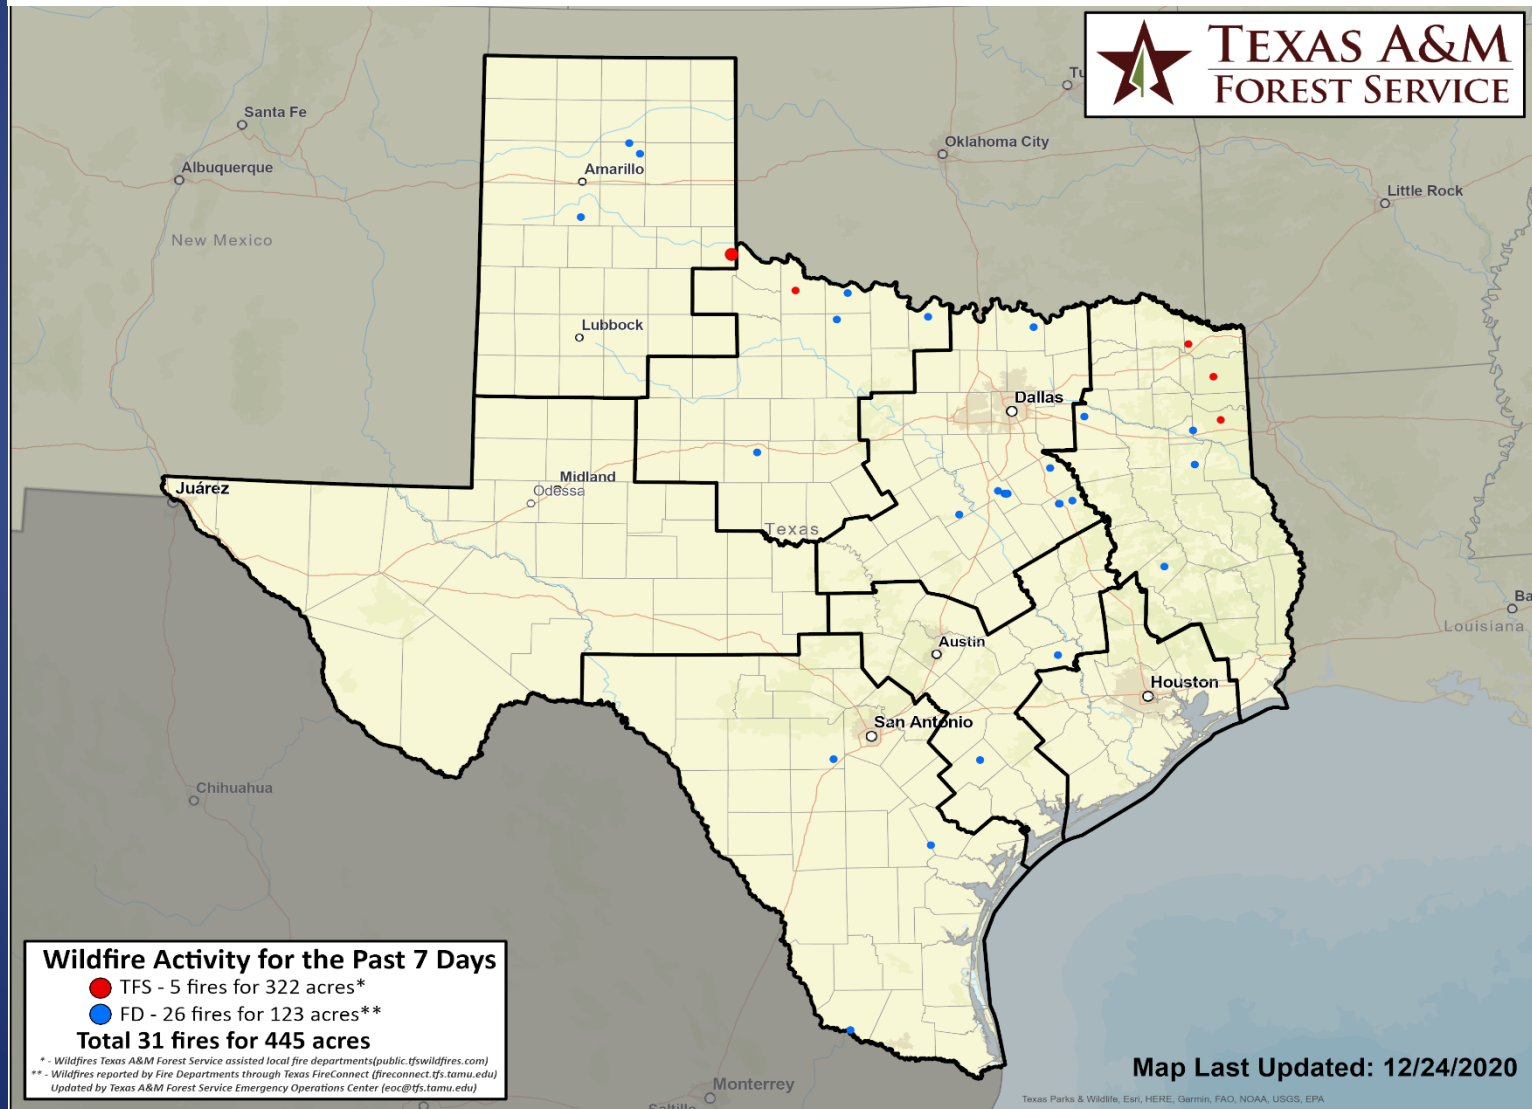 TEXAS A&M
FOREST SERVICE
Santa Fe
Albuquerque
New Mexico
Amarillo
Oklahoma City
Tu
Little Rock
Lubbock
Dallas
Midland
Odessa
Juárez
Texas
Austin
Houston
San Antonio
Ba
Louisiana
Chihuahua
Monterrey
Saltillo
Wildfire Activity for the Past 7 Days
TFS - 5 fires for 322 acres*
FD - 26 fires for 123 acres**
Total 31 fires for 445 acres
* - Wildfires Texas A&M Forest Service assisted local fire departments(public.tfswildfires.com)
** - Wildfires reported by Fire Departments through Texas FireConnect (fireconnect.tfs.tamu.edu)
Updated by Texas A&M Forest Service Emergency Operations Center (eoc@tfs.tamu.edu)
Map Last Updated: 12/24/2020
Texas Parks & Wildlife, Esri, HERE, Garmin, FAO, NOAA, USGS, EPA